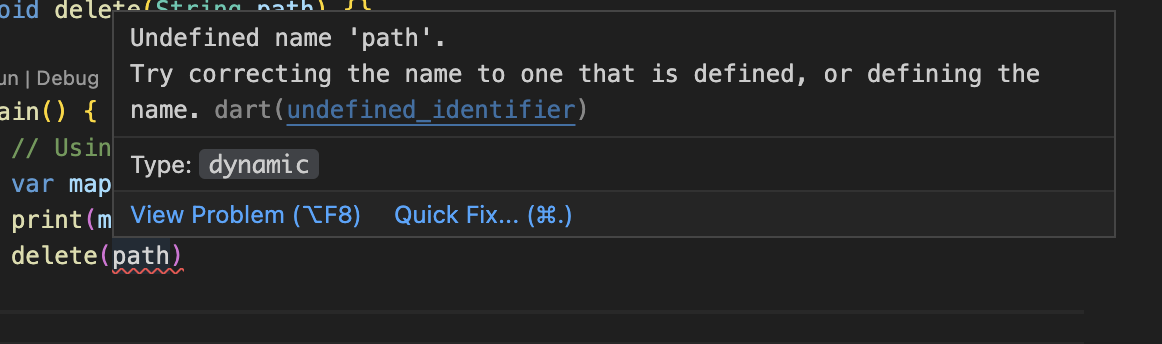 oid delete(String path) {}
Undefined name 'path'.
Try correcting the name to one that is defined, or defining the
un | Debug
name. dart(undefined_identifier)
ain() {
// Usin
Type: dynamic
var map
View Problem (⌥F8) Quick Fix... (⌘.)
print(m
delete(path)